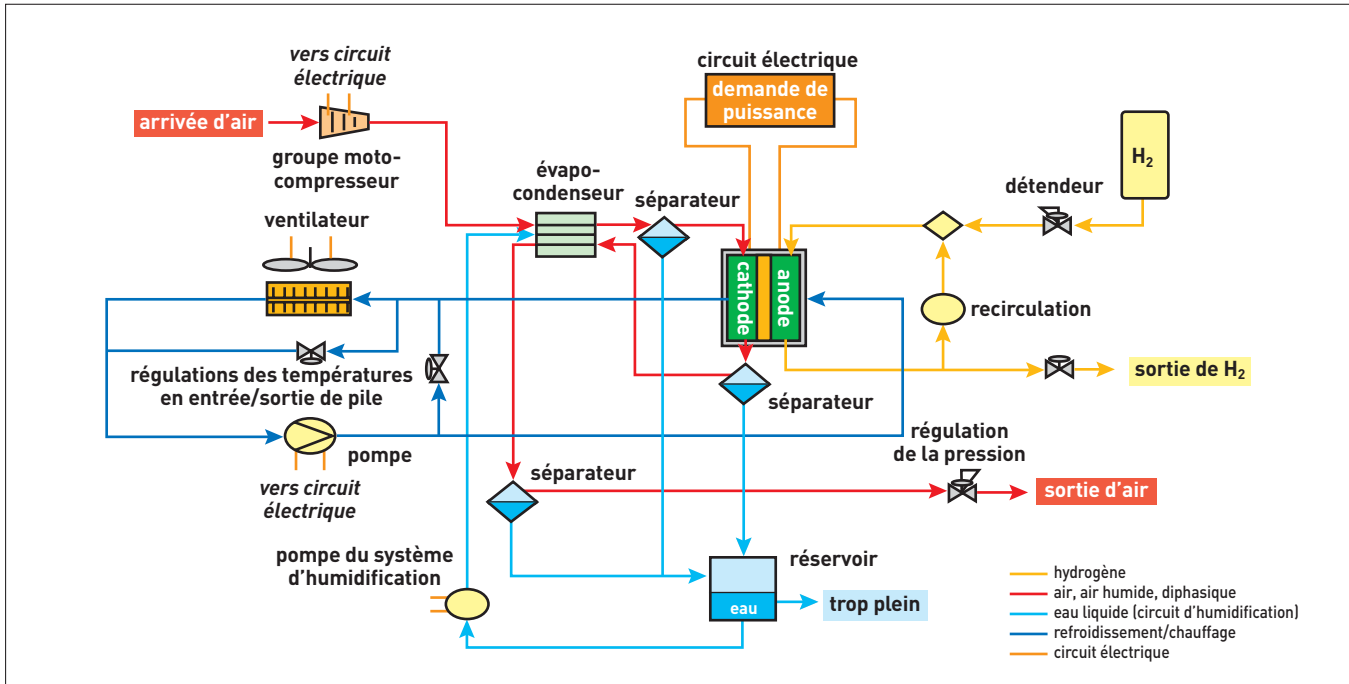 vers circuit
électrique
arrivée d'air
groupe moto-
compresseur
ventilateur
circuit électrique
demande de
puissance
évapo-
condenseur
séparateur
H₂
détendeur
cathode
anode
recirculation
sortie de H₂
régulations des températures
en entrée/sortie de pile
séparateur
pompe
vers circuit
électrique
séparateur
régulation
de la pression
sortie d'air
pompe du système
d'humidification
réservoir
eau
trop plein
hydrogène
air, air humide, diphasique
eau liquide (circuit d'humidification)
refroidissement/chauffage
circuit électrique